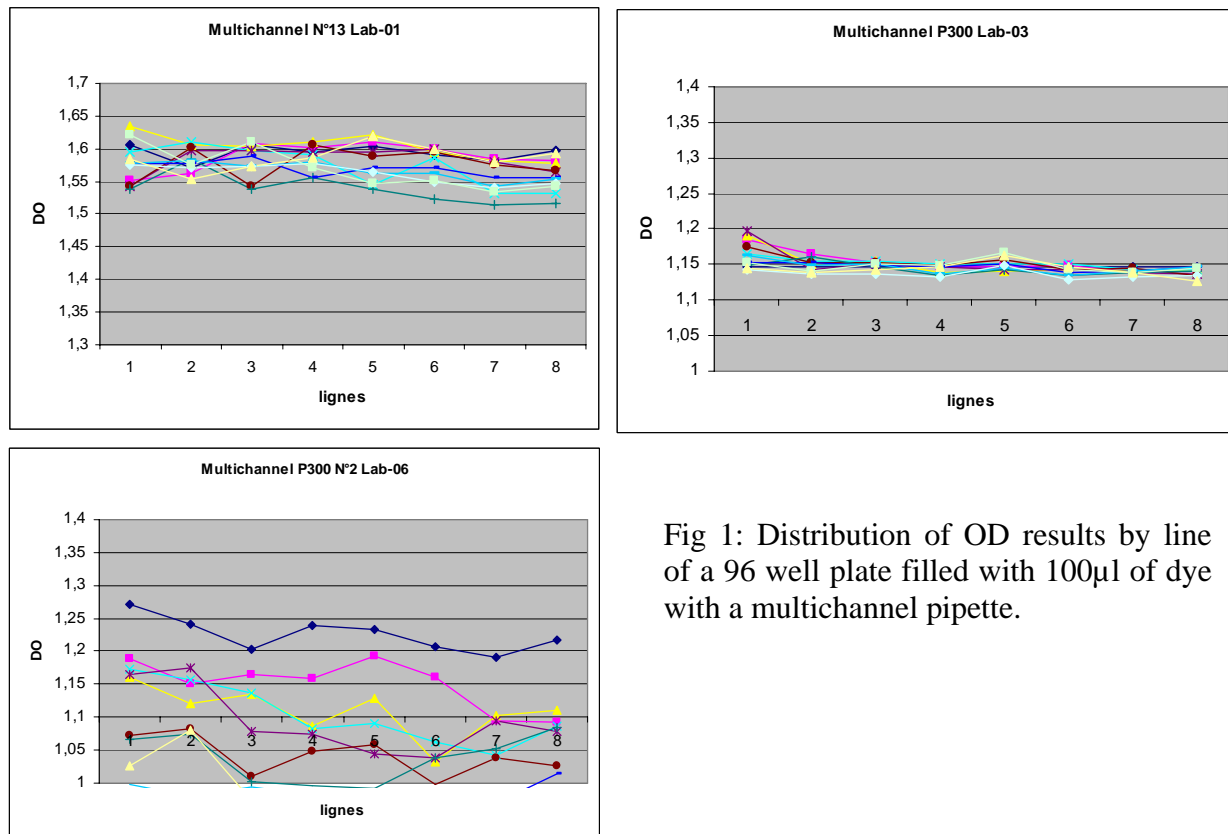 Multichannel N°13 Lab-01
1,7
1,65
1,6
1,55
1,5
1,45
1,4
1,35
1,3
DO
1 2 3 4 5 6 7 8
lignes
Multichannel P300 Lab-03
1,4
1,35
1,3
1,25
1,2
1,15
1,1
1,05
1
DO
1 2 3 4 5 6 7 8
lignes
Multichannel P300 N°2 Lab-06
1,4
1,35
1,3
1,25
1,2
1,15
1,1
1,05
1
DO
1 2 3 4 5 6 7 8
lignes
Fig 1: Distribution of OD results by line
of a 96 well plate filled with 100µl of dye
with a multichannel pipette.